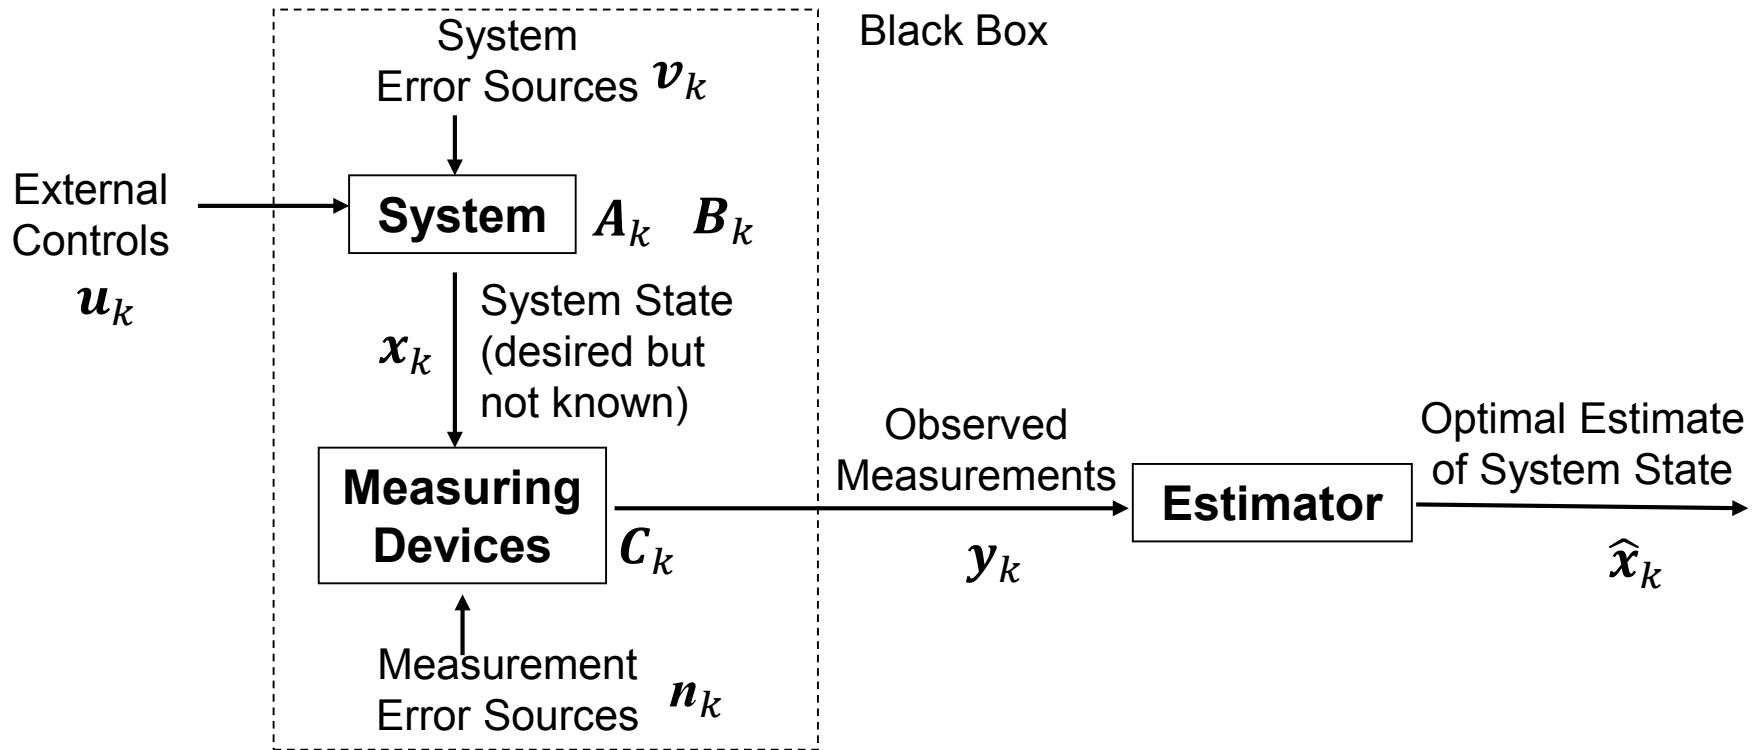 System
Error Sources 𝒗ₖ
Black Box
External
Controls
𝒖ₖ
System
𝑨ₖ 𝑩ₖ
𝒙ₖ
System State
(desired but
not known)
Measuring
Devices
𝑪ₖ
Observed
Measurements
𝒚ₖ
Estimator
Optimal Estimate
of System State
𝒙̂ₖ
Measurement
Error Sources 𝒏ₖ